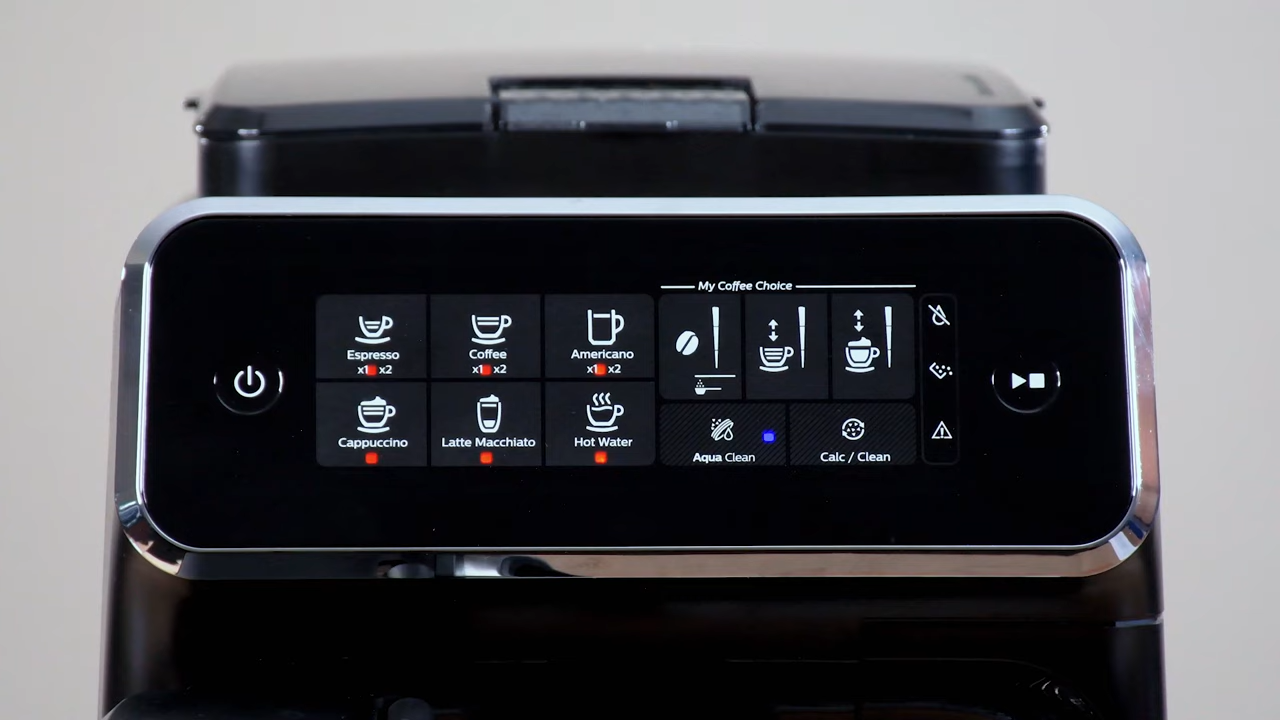 My Coffee Choice
Espresso
x1 x2
Coffee
x1 x2
Americano
x1 x2
Cappuccino
Latte Macchiato
Hot Water
Aqua Clean
Calc / Clean